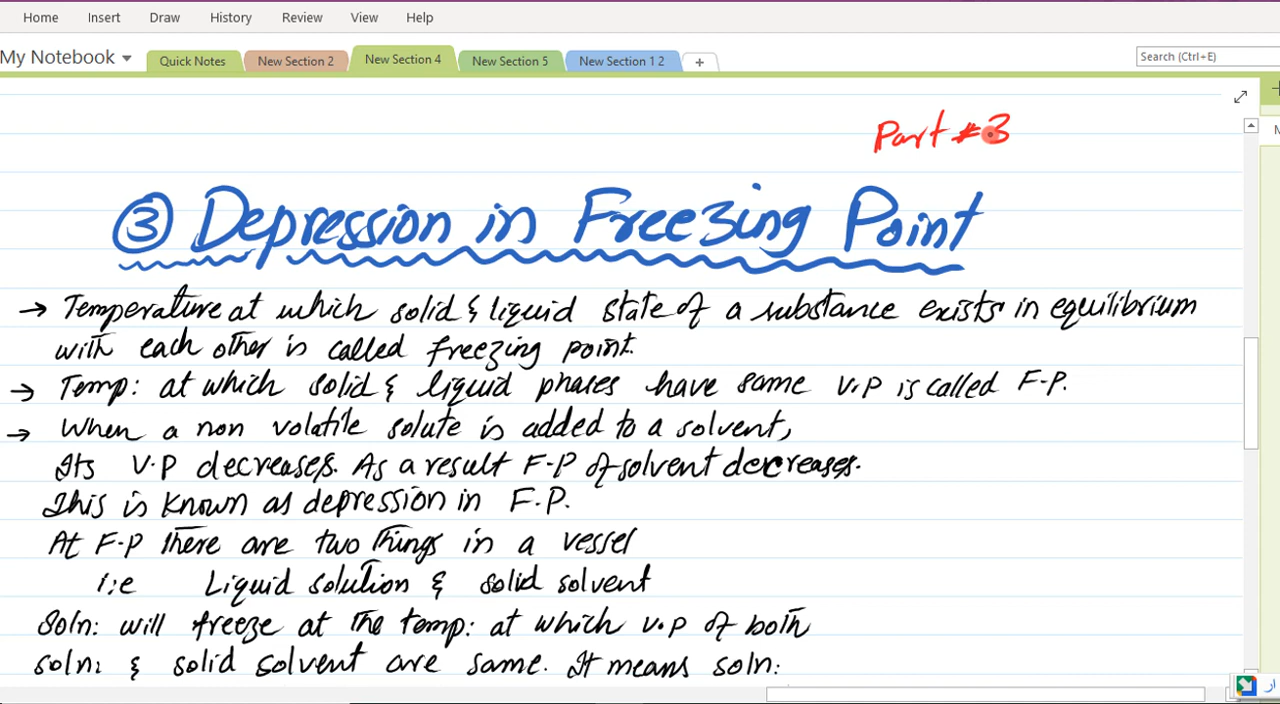 Home Insert Draw History Review View Help
My Notebook Quick Notes New Section 2 New Section 4 New Section 5 New Section 1 2 + Search (Ctrl+E)
Part #3
③ Depression in Freezing Point
→ Temperature at which solid & liquid state of a substance exists in equilibrium
with each other is called freezing point.
→ Temp: at which solid & liquid phases have same V.P is called F-P.
→ When a non volatile solute is added to a solvent,
Its V.P decreases. As a result F-P of solvent decreases.
This is known as depression in F.P.
At F-P There are two Things in a vessel
i;e Liquid solution & solid solvent
Soln: will freeze at The temp: at which v.p of both
soln: & solid solvent are same. It means soln: